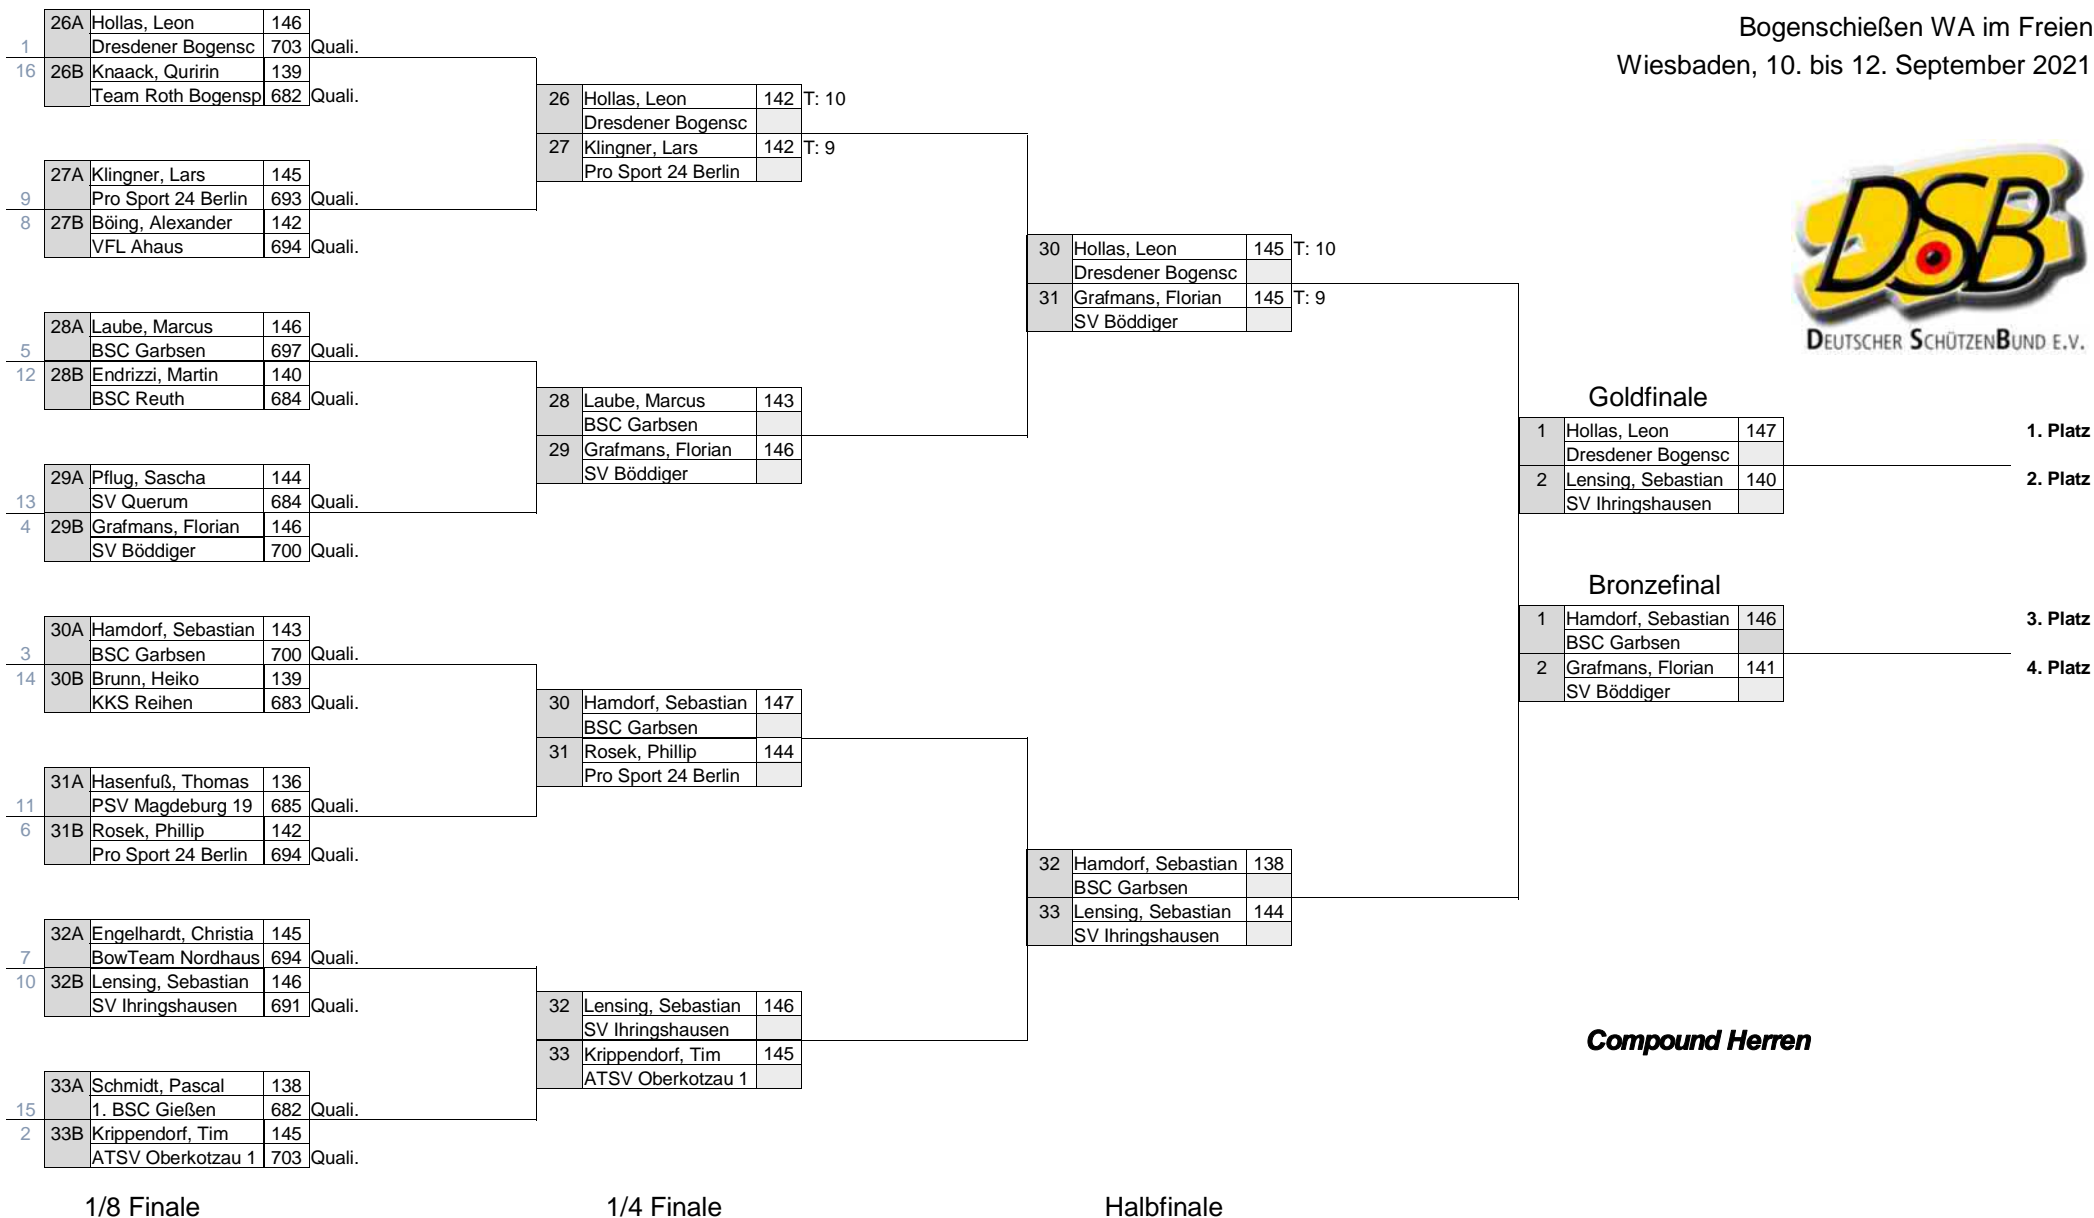 Bogenschießen WA im Freien
Wiesbaden, 10. bis 12. September 2021
DSB
DEUTSCHER SCHÜTZENBUND E.V.
26A Hollas, Leon 146
1 Dresdener Bogensc 703 Quali.
16 26B Knaack, Quririn 139
Team Roth Bogensp 682 Quali.
27A Klingner, Lars 145
9 Pro Sport 24 Berlin 693 Quali.
8 27B Böing, Alexander 142
VFL Ahaus 694 Quali.
28A Laube, Marcus 146
5 BSC Garbsen 697 Quali.
12 28B Endrizzi, Martin 140
BSC Reuth 684 Quali.
29A Pflug, Sascha 144
13 SV Querum 684 Quali.
4 29B Grafmans, Florian 146
SV Böddiger 700 Quali.
30A Hamdorf, Sebastian 143
3 BSC Garbsen 700 Quali.
14 30B Brunn, Heiko 139
KKS Reihen 683 Quali.
31A Hasenfuß, Thomas 136
11 PSV Magdeburg 19 685 Quali.
6 31B Rosek, Phillip 142
Pro Sport 24 Berlin 694 Quali.
32A Engelhardt, Christia 145
7 BowTeam Nordhaus 694 Quali.
10 32B Lensing, Sebastian 146
SV Ihringshausen 691 Quali.
33A Schmidt, Pascal 138
15 1. BSC Gießen 682 Quali.
2 33B Krippendorf, Tim 145
ATSV Oberkotzau 1 703 Quali.
1/8 Finale
26 Hollas, Leon 142 T: 10
Dresdener Bogensc
27 Klingner, Lars 142 T: 9
Pro Sport 24 Berlin
28 Laube, Marcus 143
BSC Garbsen
29 Grafmans, Florian 146
SV Böddiger
30 Hamdorf, Sebastian 147
BSC Garbsen
31 Rosek, Phillip 144
Pro Sport 24 Berlin
32 Lensing, Sebastian 146
SV Ihringshausen
33 Krippendorf, Tim 145
ATSV Oberkotzau 1
1/4 Finale
30 Hollas, Leon 145 T: 10
Dresdener Bogensc
31 Grafmans, Florian 145 T: 9
SV Böddiger
32 Hamdorf, Sebastian 138
BSC Garbsen
33 Lensing, Sebastian 144
SV Ihringshausen
Halbfinale
Goldfinale
1 Hollas, Leon 147 1. Platz
Dresdener Bogensc
2 Lensing, Sebastian 140 2. Platz
SV Ihringshausen
Bronzefinal
1 Hamdorf, Sebastian 146 3. Platz
BSC Garbsen
2 Grafmans, Florian 141 4. Platz
SV Böddiger
Compound Herren